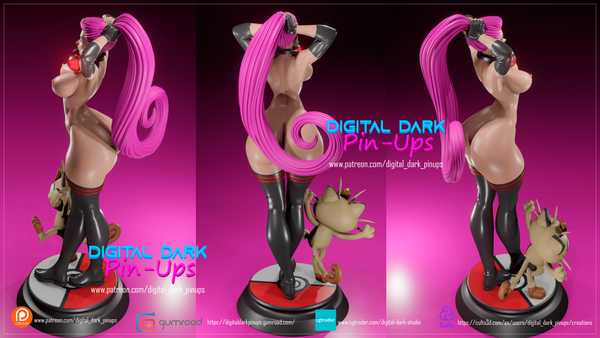 DIGITAL DARK
Pin-Ups
www.patreon.com/digital_dark_pinups
DIGITAL DARK
Pin-Ups
www.patreon.com/digital_dark_pinups
www.patreon.com/digital_dark_pinups
gumroad
https://digitaldarkpinups.gumroad.com/
cgtrader
https://www.cgtrader.com/digital-dark-studio
https://cults3d.com/en/users/digital_dark_pinups/creations